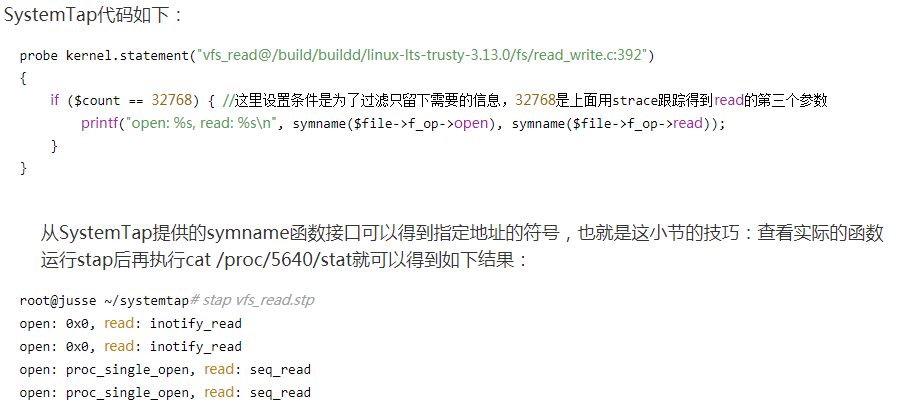 SystemTap代码如下：
probe kernel.statement("vfs_read@/build/buildd/linux-lts-trusty-3.13.0/fs/read_write.c:392")
{
if ($count == 32768) { //这里设置条件是为了过滤只留下需要的信息，32768是上面用strace跟踪得到read的第三个参数
printf("open: %s, read: %s\n", symname($file->f_op->open), symname($file->f_op->read));
}
}
从SystemTap提供的symname函数接口可以得到指定地址的符号，也就是这小节的技巧：查看实际的函数
运行stap后再执行cat /proc/5640/stat就可以得到如下结果：
root@jusse ~/systemtap# stap vfs_read.stp
open: 0x0, read: inotify_read
open: 0x0, read: inotify_read
open: proc_single_open, read: seq_read
open: proc_single_open, read: seq_read